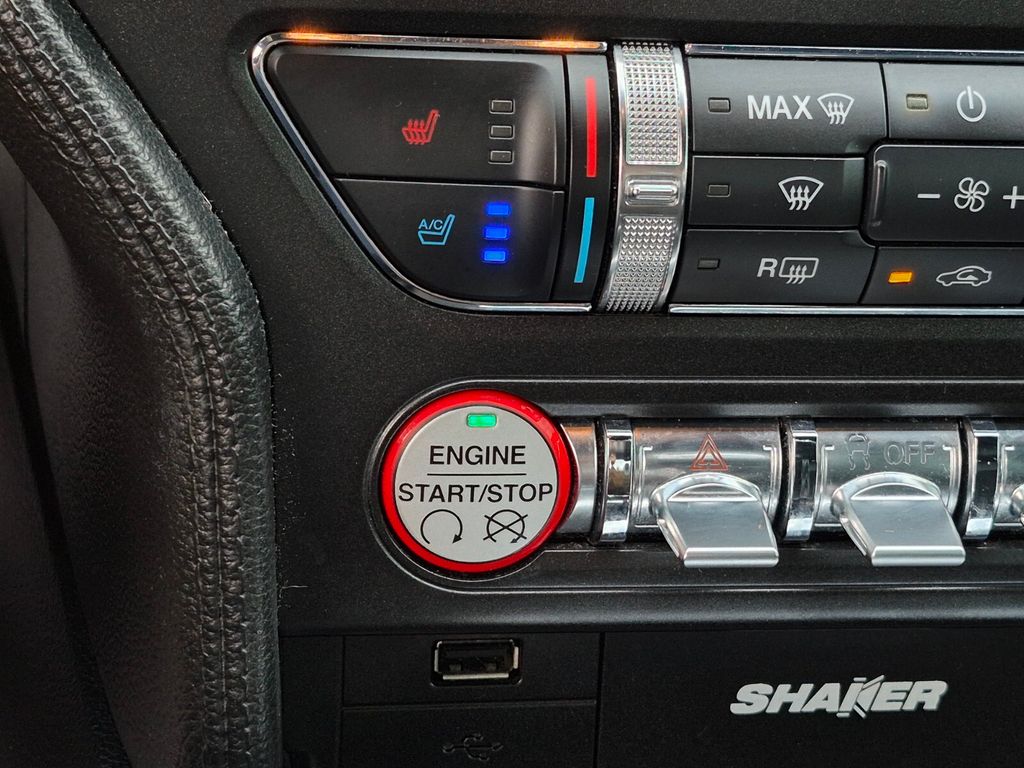 MAX
A/C
R
ENGINE
START/STOP
OFF
SHAKER